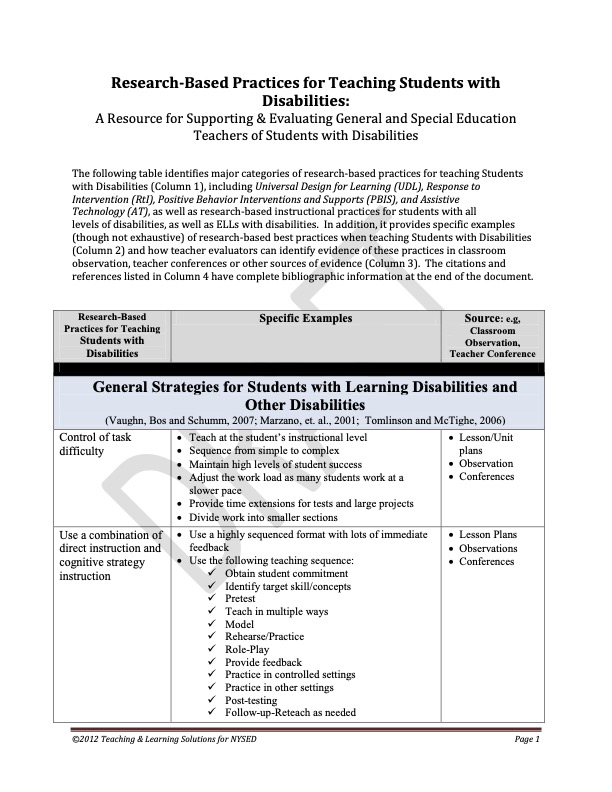 Research-Based Practices for Teaching Students with
Disabilities:
A Resource for Supporting & Evaluating General and Special Education
Teachers of Students with Disabilities
The following table identifies major categories of research-based practices for teaching Students
with Disabilities (Column 1), including Universal Design for Learning (UDL), Response to
Intervention (RtI), Positive Behavior Interventions and Supports (PBIS), and Assistive
Technology (AT), as well as research-based instructional practices for students with all
levels of disabilities, as well as ELLs with disabilities.  In addition, it provides specific examples
(though not exhaustive) of research-based best practices when teaching Students with Disabilities
(Column 2) and how teacher evaluators can identify evidence of these practices in classroom
observation, teacher conferences or other sources of evidence (Column 3).  The citations and
references listed in Column 4 have complete bibliographic information at the end of the document.
Research-Based
Practices for Teaching
Students with
Disabilities
Specific Examples
Source: e.g,
Classroom
Observation,
Teacher Conference
General Strategies for Students with Learning Disabilities and
Other Disabilities
(Vaughn, Bos and Schumm, 2007; Marzano, et. al., 2001;  Tomlinson and McTighe, 2006)
Control of task
difficulty
• Teach at the student's instructional level
• Sequence from simple to complex
• Maintain high levels of student success
• Adjust the work load as many students work at a
slower pace
• Provide time extensions for tests and large projects
• Divide work into smaller sections
• Lesson/Unit
plans
• Observation
• Conferences
Use a combination of
direct instruction and
cognitive strategy
instruction
• Use a highly sequenced format with lots of immediate
feedback
• Use the following teaching sequence:
✓ Obtain student commitment
✓ Identify target skill/concepts
✓ Pretest
✓ Teach in multiple ways
✓ Model
✓ Rehearse/Practice
✓ Role-Play
✓ Provide feedback
✓ Practice in controlled settings
✓ Practice in other settings
✓ Post-testing
✓ Follow-up-Reteach as needed
• Lesson Plans
• Observations
• Conferences
©2012 Teaching & Learning Solutions for NYSED
Page 1
DRAFT